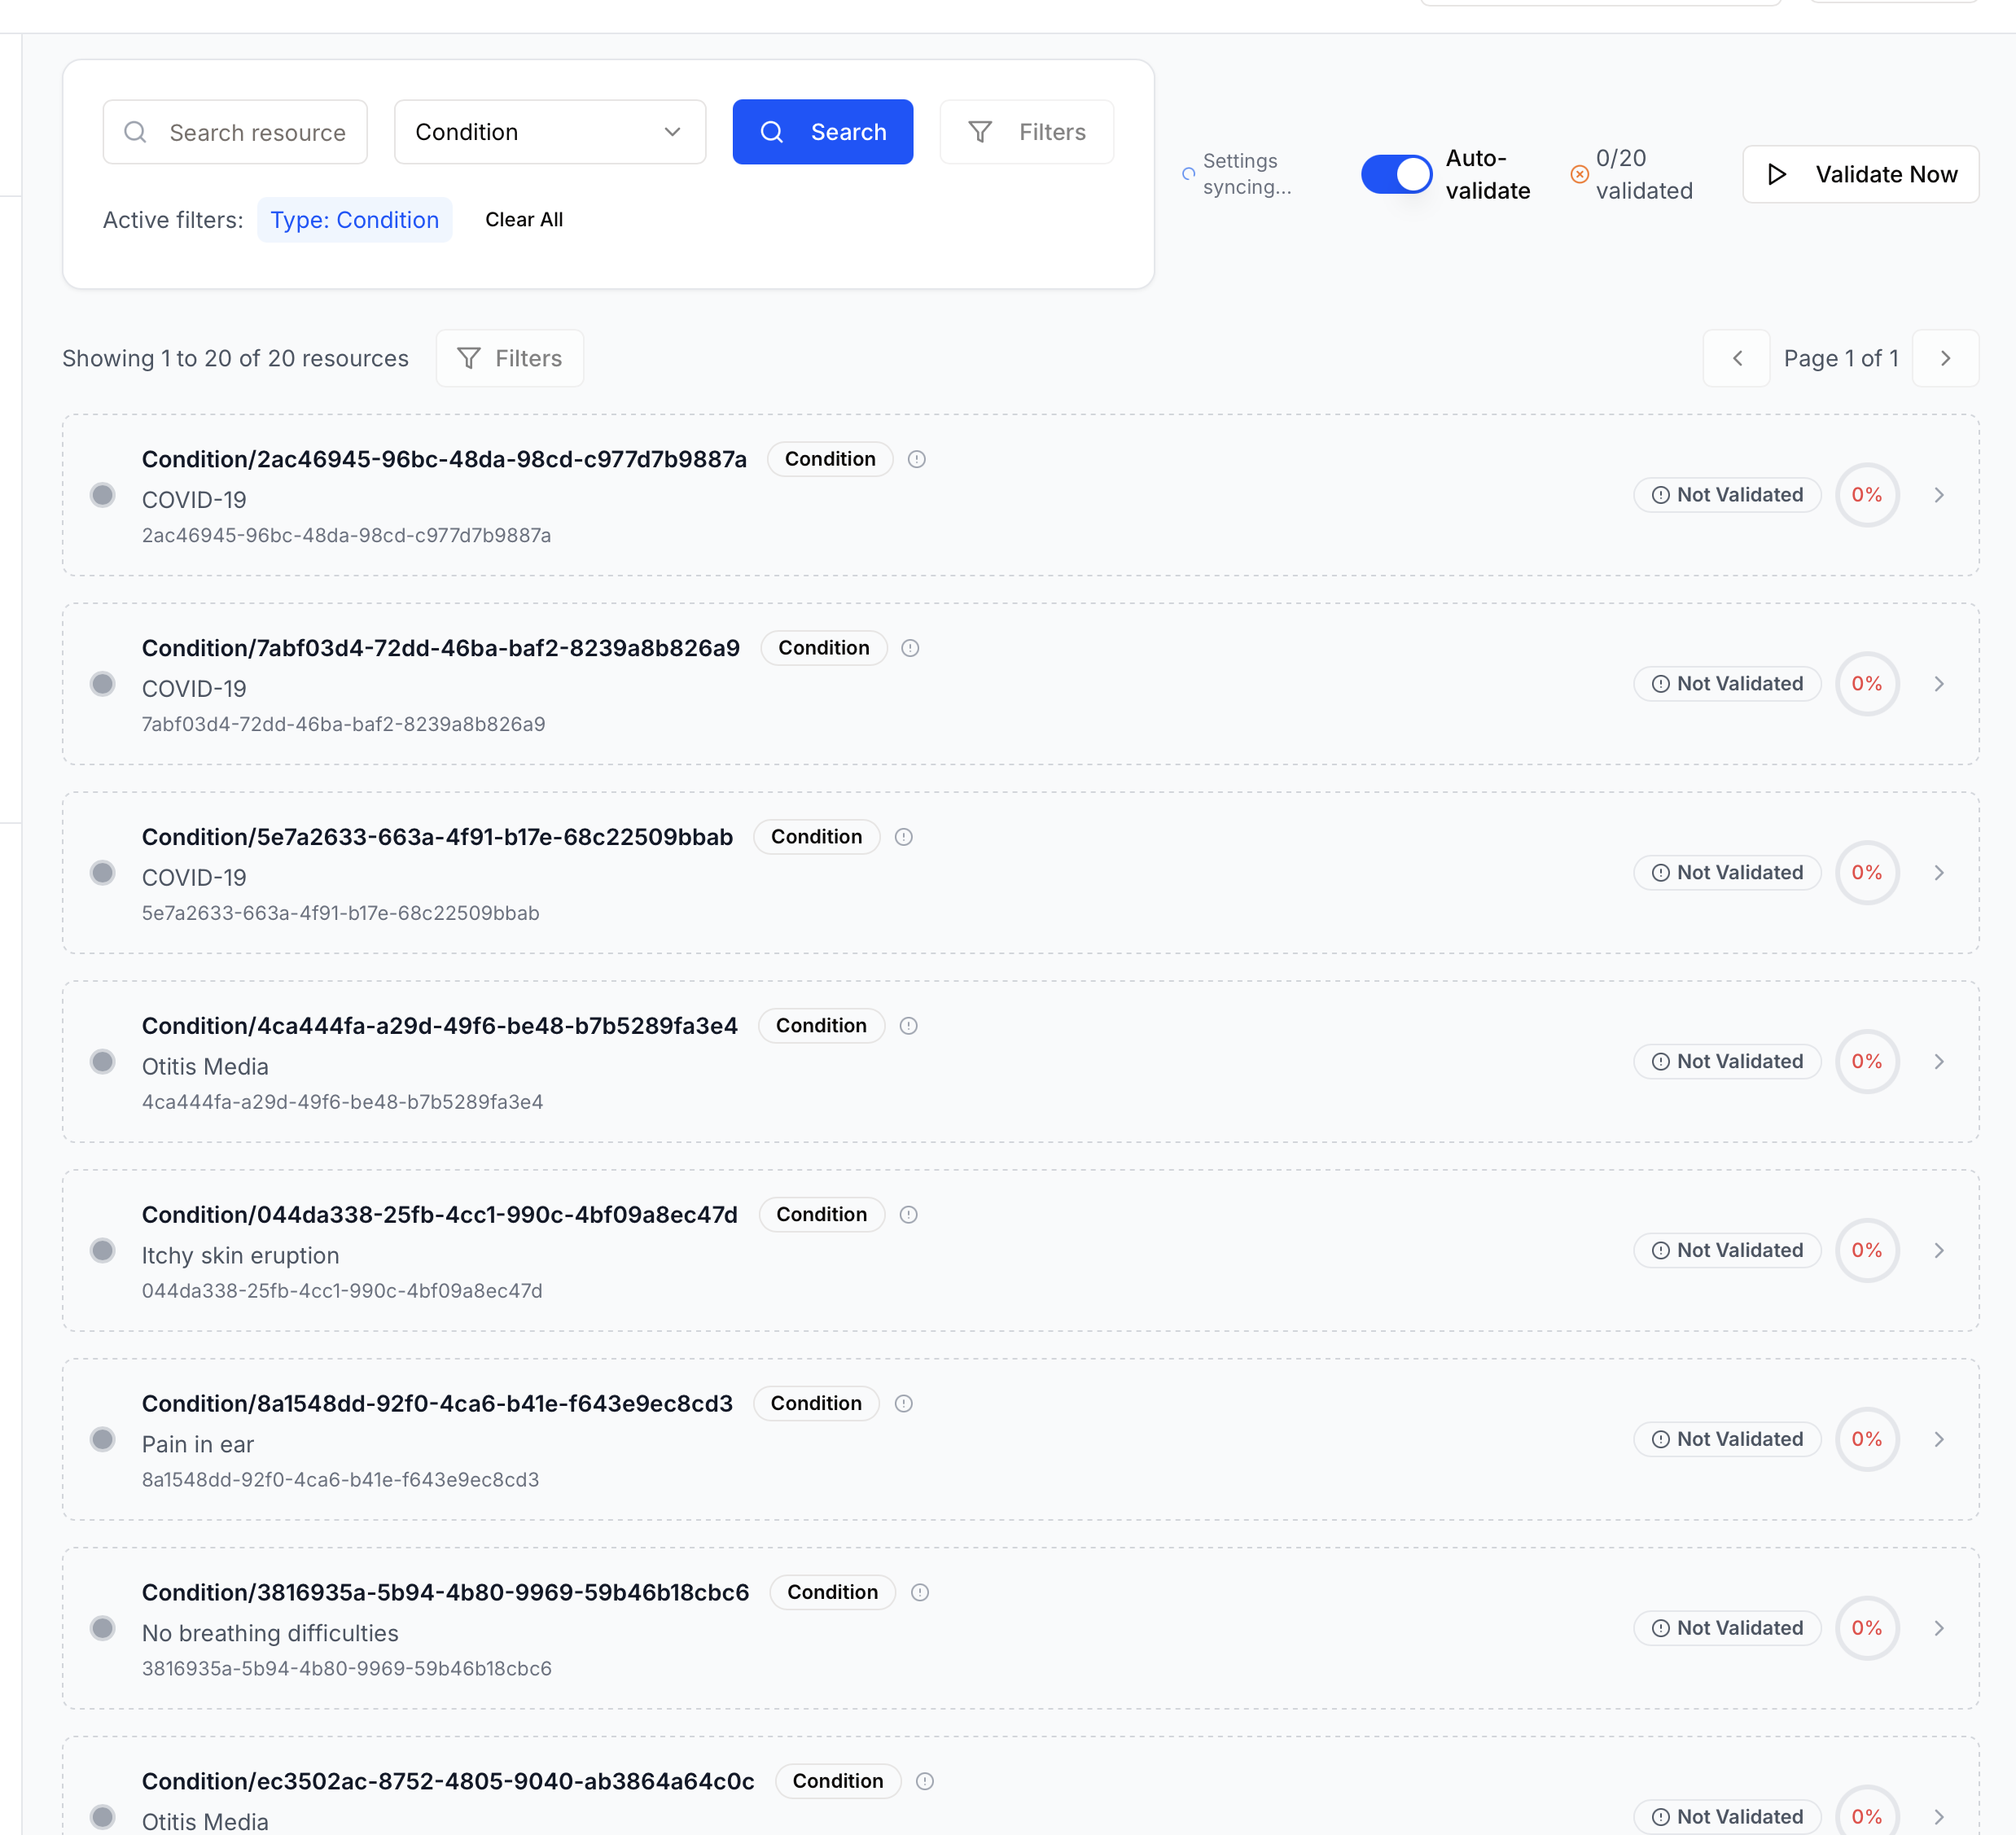 Search resource
Condition
Search
Filters
Active filters: Type: Condition Clear All
Settings
syncing...
Auto-
validate
0/20
validated
Validate Now
Showing 1 to 20 of 20 resources
Filters
Page 1 of 1
Condition/2ac46945-96bc-48da-98cd-c977d7b9887a Condition
COVID-19
2ac46945-96bc-48da-98cd-c977d7b9887a
Not Validated 0%
Condition/7abf03d4-72dd-46ba-baf2-8239a8b826a9 Condition
COVID-19
7abf03d4-72dd-46ba-baf2-8239a8b826a9
Not Validated 0%
Condition/5e7a2633-663a-4f91-b17e-68c22509bbab Condition
COVID-19
5e7a2633-663a-4f91-b17e-68c22509bbab
Not Validated 0%
Condition/4ca444fa-a29d-49f6-be48-b7b5289fa3e4 Condition
Otitis Media
4ca444fa-a29d-49f6-be48-b7b5289fa3e4
Not Validated 0%
Condition/044da338-25fb-4cc1-990c-4bf09a8ec47d Condition
Itchy skin eruption
044da338-25fb-4cc1-990c-4bf09a8ec47d
Not Validated 0%
Condition/8a1548dd-92f0-4ca6-b41e-f643e9ec8cd3 Condition
Pain in ear
8a1548dd-92f0-4ca6-b41e-f643e9ec8cd3
Not Validated 0%
Condition/3816935a-5b94-4b80-9969-59b46b18cbc6 Condition
No breathing difficulties
3816935a-5b94-4b80-9969-59b46b18cbc6
Not Validated 0%
Condition/ec3502ac-8752-4805-9040-ab3864a64c0c Condition
Otitis Media
Not Validated 0%